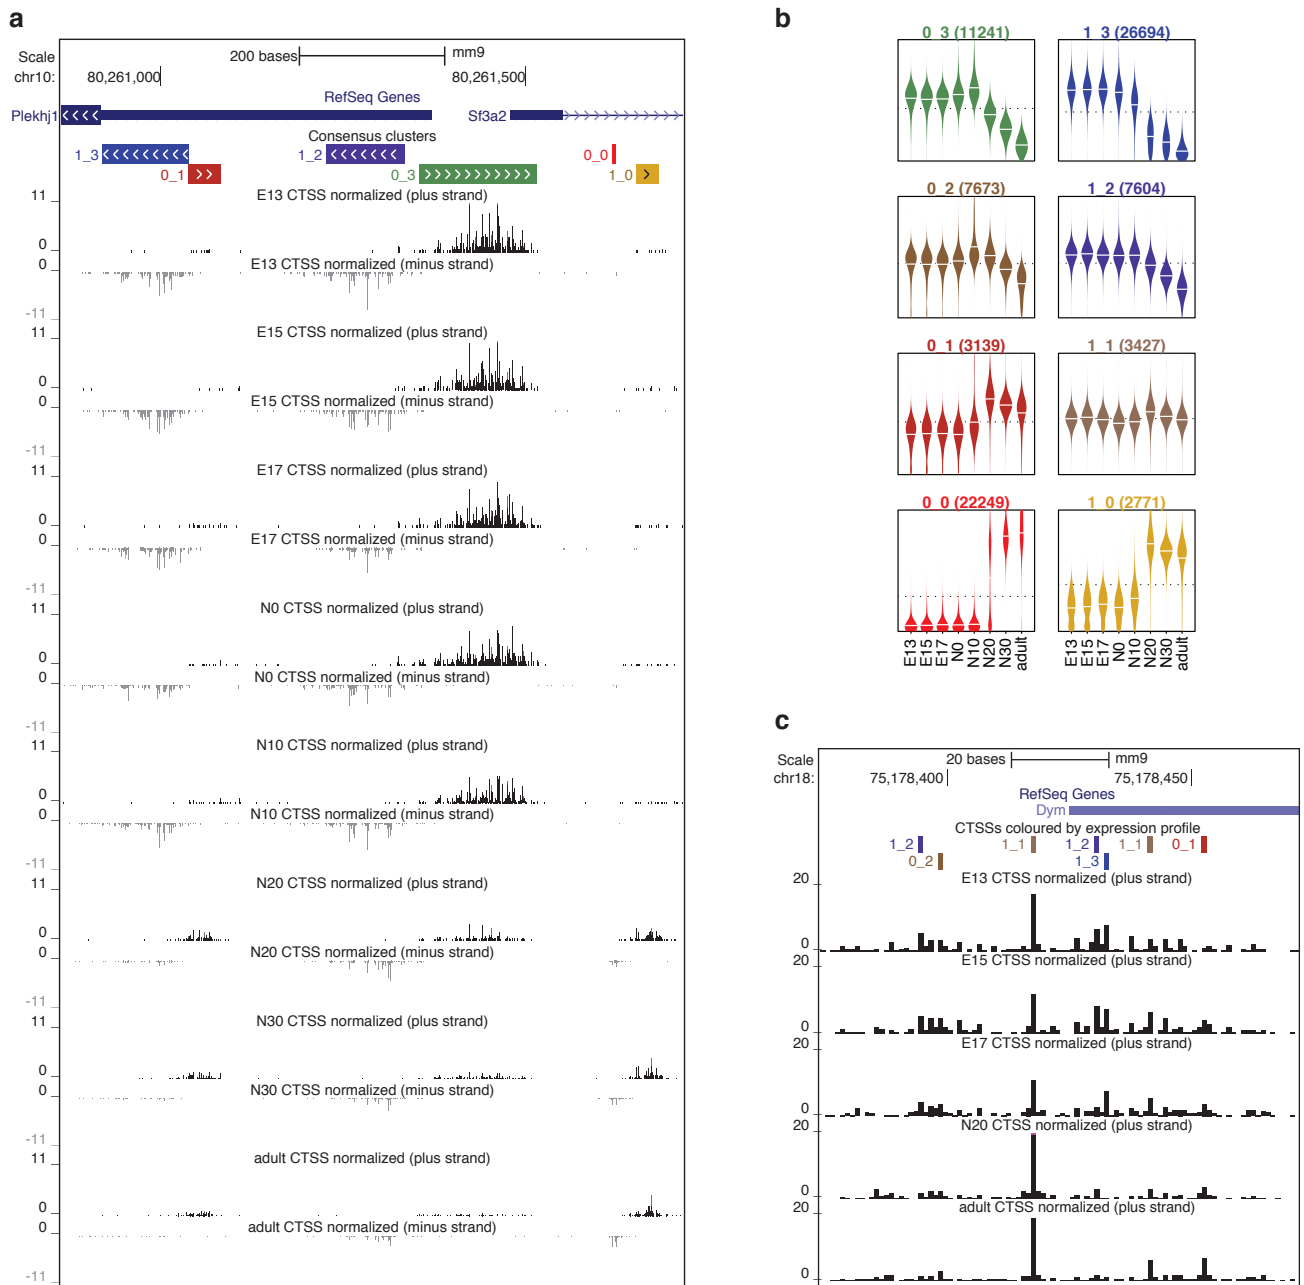 a
Scale
200 bases
mm9
chr10:
80,261,000
80,261,500
RefSeq Genes
Plekhj1
Sf3a2
Consensus clusters
1_3
1_2
0_0
0_1
0_3
1_0
E13 CTSS normalized (plus strand)
11
0
E13 CTSS normalized (minus strand)
0
-11
E15 CTSS normalized (plus strand)
11
0
E15 CTSS normalized (minus strand)
0
-11
E17 CTSS normalized (plus strand)
11
0
E17 CTSS normalized (minus strand)
0
-11
N0 CTSS normalized (plus strand)
11
0
N0 CTSS normalized (minus strand)
0
-11
N10 CTSS normalized (plus strand)
11
0
N10 CTSS normalized (minus strand)
0
-11
N20 CTSS normalized (plus strand)
11
0
N20 CTSS normalized (minus strand)
0
-11
N30 CTSS normalized (plus strand)
11
0
N30 CTSS normalized (minus strand)
0
-11
adult CTSS normalized (plus strand)
11
0
adult CTSS normalized (minus strand)
0
-11
b
0_3 (11241)
1_3 (26694)
0_2 (7673)
1_2 (7604)
0_1 (3139)
1_1 (3427)
0_0 (22249)
1_0 (2771)
E13 E15 E17 N0 N10 N20 N30 adult
E13 E15 E17 N0 N10 N20 N30 adult
c
Scale
20 bases
mm9
chr18:
75,178,400
75,178,450
RefSeq Genes
Dym
CTSSs coloured by expression profile
1_2
1_1
1_2
1_1
0_1
0_2
1_3
E13 CTSS normalized (plus strand)
20
0
E15 CTSS normalized (plus strand)
20
0
E17 CTSS normalized (plus strand)
20
0
N20 CTSS normalized (plus strand)
20
0
adult CTSS normalized (plus strand)
20
0